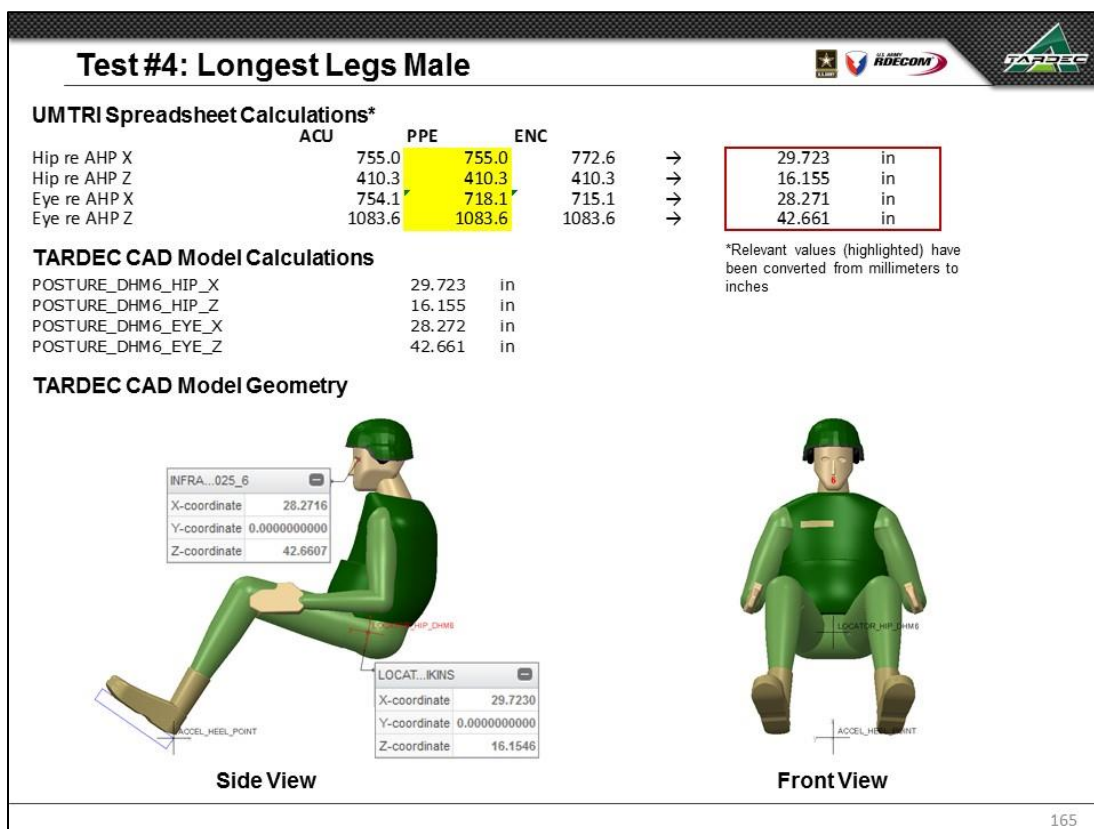 Test #4: Longest Legs Male
U.S. ARMY
U.S. ARMY
RDECOM
TARDEC
UMTRI Spreadsheet Calculations*
ACU PPE ENC
Hip re AHP X 755.0 755.0 772.6 → 29.723 in
Hip re AHP Z 410.3 410.3 410.3 → 16.155 in
Eye re AHP X 754.1 718.1 715.1 → 28.271 in
Eye re AHP Z 1083.6 1083.6 1083.6 → 42.661 in
*Relevant values (highlighted) have
been converted from millimeters to
inches
TARDEC CAD Model Calculations
POSTURE_DHM6_HIP_X 29.723 in
POSTURE_DHM6_HIP_Z 16.155 in
POSTURE_DHM6_EYE_X 28.272 in
POSTURE_DHM6_EYE_Z 42.661 in
TARDEC CAD Model Geometry
INFRA...025_6
X-coordinate 28.2716
Y-coordinate 0.0000000000
Z-coordinate 42.6607
6
LOCATOR_HIP_DHM6
LOCATOR_HIP_DHM6
LOCAT...IKINS
X-coordinate 29.7230
Y-coordinate 0.0000000000
Z-coordinate 16.1546
ACCEL_HEEL_POINT
Side View
Front View
165